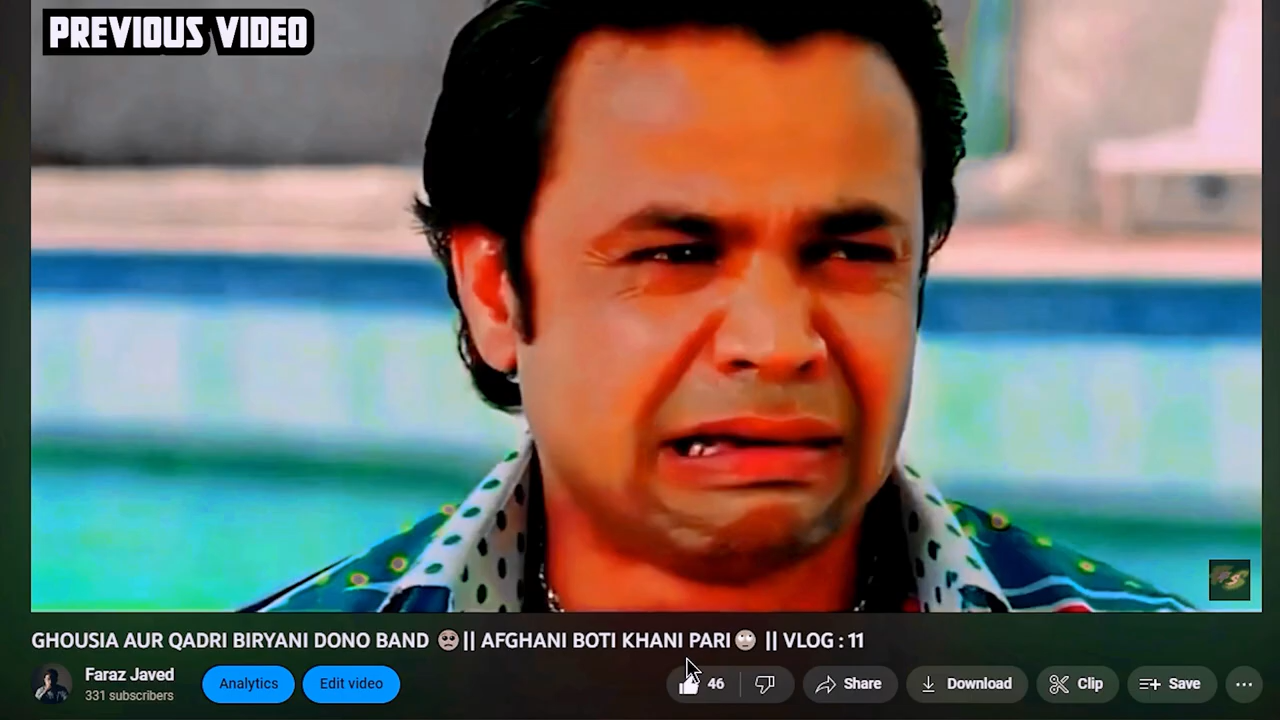 PREVIOUS VIDEO
GHOUSIA AUR QADRI BIRYANI DONO BAND 🥺|| AFGHANI BOTI KHANI PARI🙄 || VLOG : 11
Faraz Javed
331 subscribers
Analytics
Edit video
46
Share
Download
Clip
Save